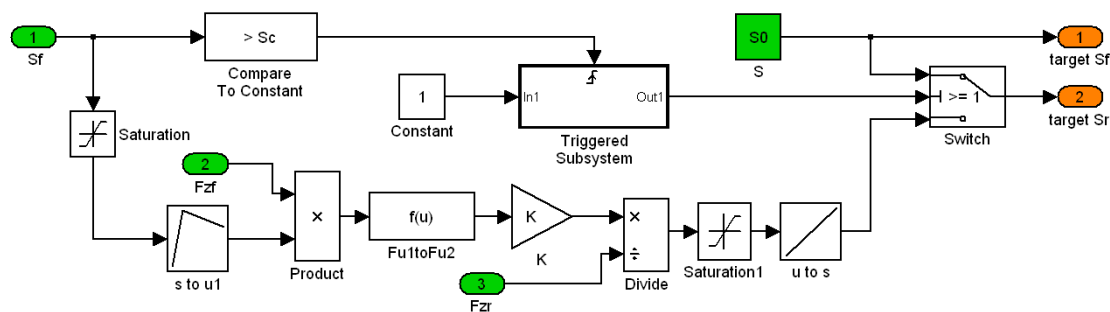 1
Sf
> Sc
Compare
To Constant
S0
S
1
target Sf
1
Constant
In1
Out1
Triggered
Subsystem
>= 1
Switch
2
target Sr
Saturation
2
Fzf
s to u1
×
Product
f(u)
Fu1toFu2
K
K
3
Fzr
×
÷
Divide
Saturation1
u to s